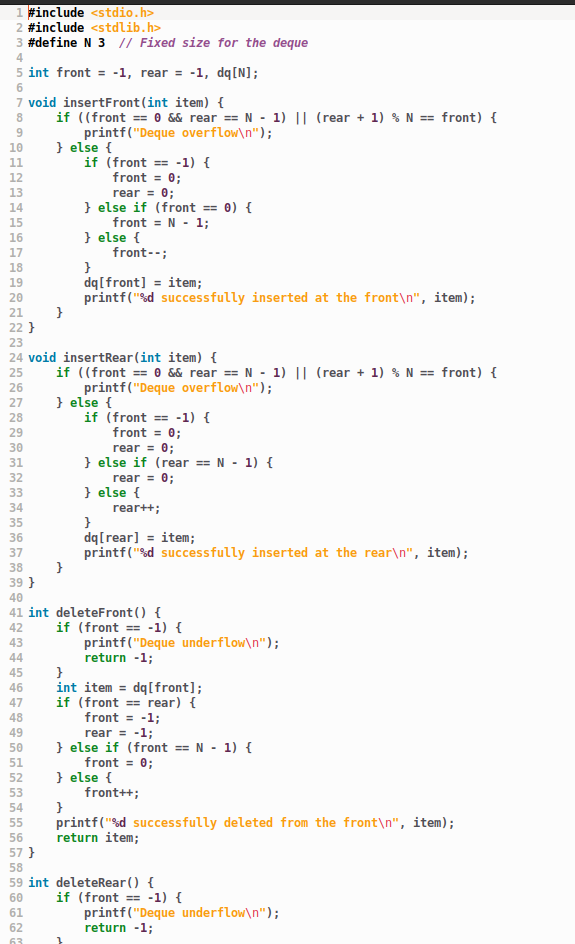 1 #include <stdio.h>
2 #include <stdlib.h>
3 #define N 3  // Fixed size for the deque
4
5 int front = -1, rear = -1, dq[N];
6
7 void insertFront(int item) {
8     if ((front == 0 && rear == N - 1) || (rear + 1) % N == front) {
9         printf("Deque overflow\n");
10     } else {
11         if (front == -1) {
12             front = 0;
13             rear = 0;
14         } else if (front == 0) {
15             front = N - 1;
16         } else {
17             front--;
18         }
19         dq[front] = item;
20         printf("%d successfully inserted at the front\n", item);
21     }
22 }
23
24 void insertRear(int item) {
25     if ((front == 0 && rear == N - 1) || (rear + 1) % N == front) {
26         printf("Deque overflow\n");
27     } else {
28         if (front == -1) {
29             front = 0;
30             rear = 0;
31         } else if (rear == N - 1) {
32             rear = 0;
33         } else {
34             rear++;
35         }
36         dq[rear] = item;
37         printf("%d successfully inserted at the rear\n", item);
38     }
39 }
40
41 int deleteFront() {
42     if (front == -1) {
43         printf("Deque underflow\n");
44         return -1;
45     }
46     int item = dq[front];
47     if (front == rear) {
48         front = -1;
49         rear = -1;
50     } else if (front == N - 1) {
51         front = 0;
52     } else {
53         front++;
54     }
55     printf("%d successfully deleted from the front\n", item);
56     return item;
57 }
58
59 int deleteRear() {
60     if (front == -1) {
61         printf("Deque underflow\n");
62         return -1;
63     }